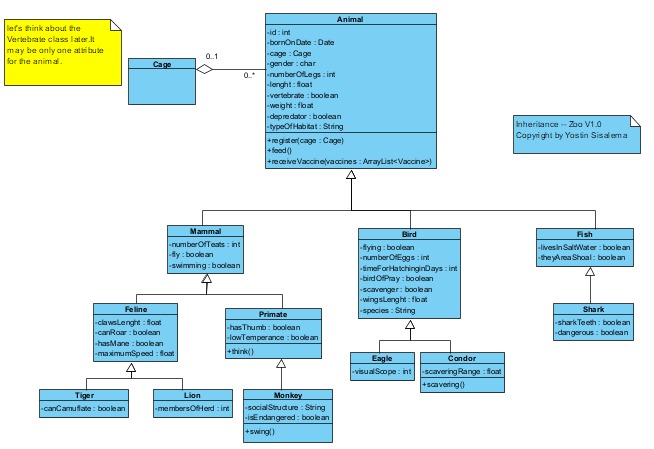 let's think about the
Vertebrate class later.It
may be only one attribute
for the animal.
Cage
0..1
0..*
Animal
-id : int
-bornOnDate : Date
-cage : Cage
-gender : char
-numberOfLegs : int
-lenght : float
-vertebrate : boolean
-weight : float
-depredator : boolean
-typeOfHabitat : String
+register(cage : Cage)
+feed()
+receiveVaccine(vaccines : ArrayList<Vaccine>)
Inheritance -- Zoo V1.0
Copyright by Yostin Sisalema
Mammal
-numberOfTeats : int
-fly : boolean
-swimming : boolean
Bird
-flying : boolean
-numberOfEggs : int
-timeForHatchinginDays : int
-birdOfPray : boolean
-scavenger : boolean
-wingsLenght : float
-species : String
Fish
-livesInSaltWater : boolean
-theyAreaShoal : boolean
Feline
-clawsLenght : float
-canRoar : boolean
-hasMane : boolean
-maximumSpeed : float
Primate
-hasThumb : boolean
-lowTemperance : boolean
+think()
Shark
-sharkTeeth : boolean
-dangerous : boolean
Eagle
-visualScope : int
Condor
-scaveringRange : float
+scavering()
Tiger
-canCamuflate : boolean
Lion
-membersOfHerd : int
Monkey
-socialStructure : String
-isEndangered : boolean
+swing()